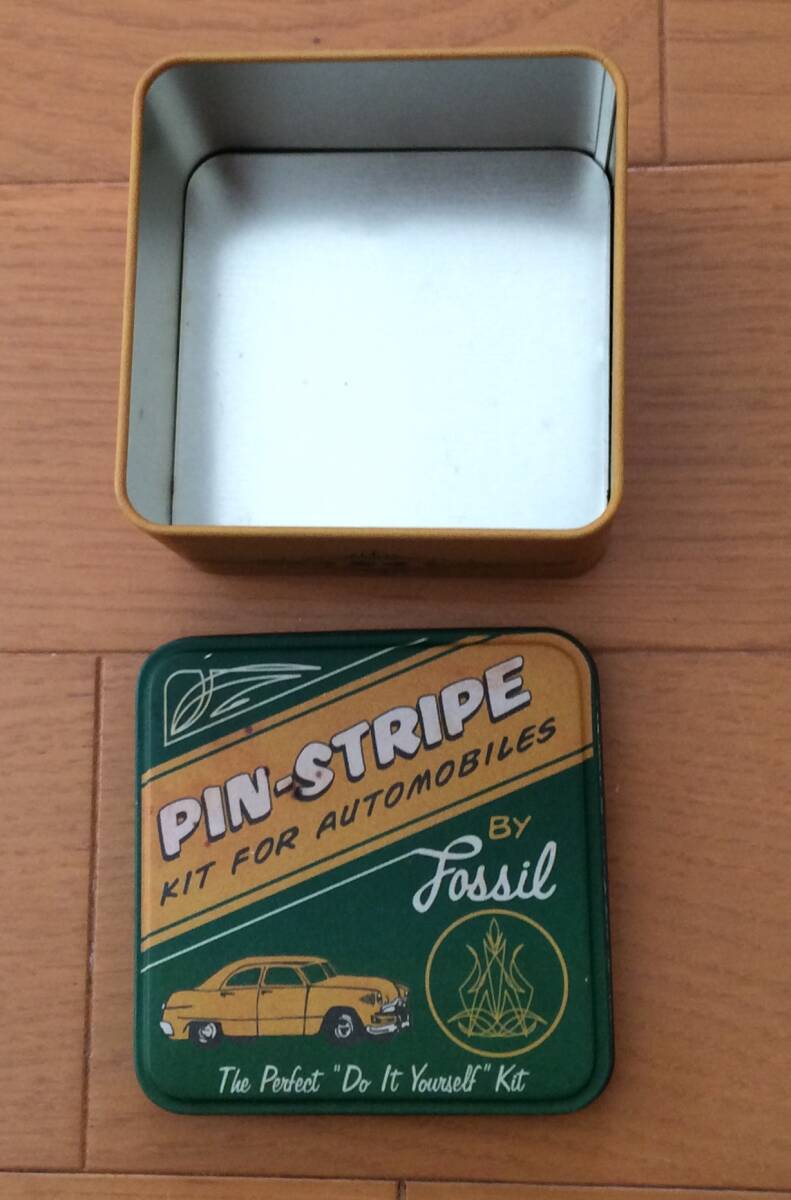 PIN-STRIPE
KIT FOR AUTOMOBILES
BY
Fossil
The Perfect "Do It Yourself" Kit